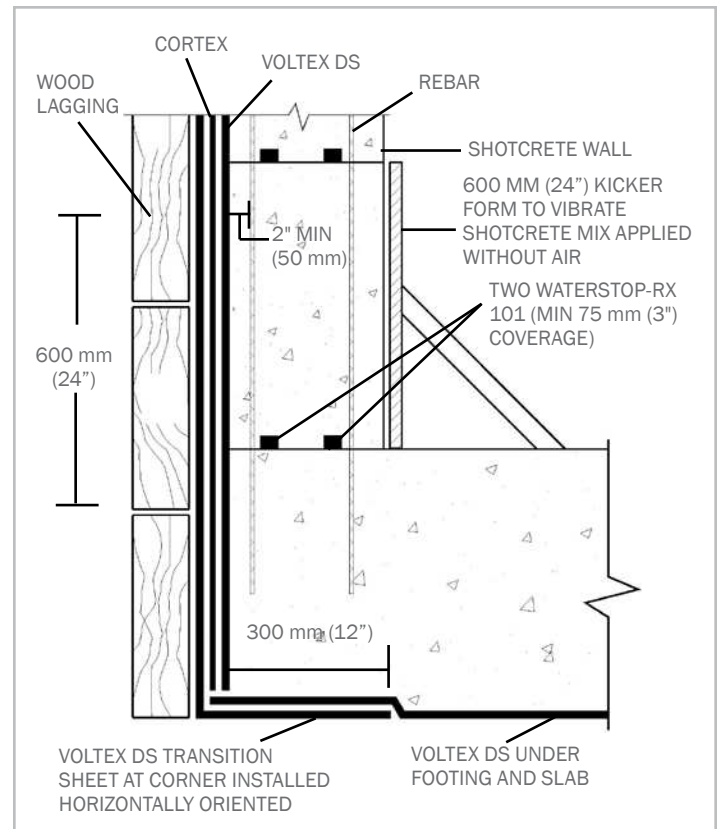 CORTEX
VOLTEX DS
WOOD
LAGGING
REBAR
SHOTCRETE WALL
600 MM (24”) KICKER
FORM TO VIBRATE
SHOTCRETE MIX APPLIED
WITHOUT AIR
2" MIN
(50 mm)
TWO WATERSTOP-RX
101 (MIN 75 mm (3")
COVERAGE)
600 mm
(24”)
300 mm (12”)
VOLTEX DS TRANSITION
SHEET AT CORNER INSTALLED
HORIZONTALLY ORIENTED
VOLTEX DS UNDER
FOOTING AND SLAB